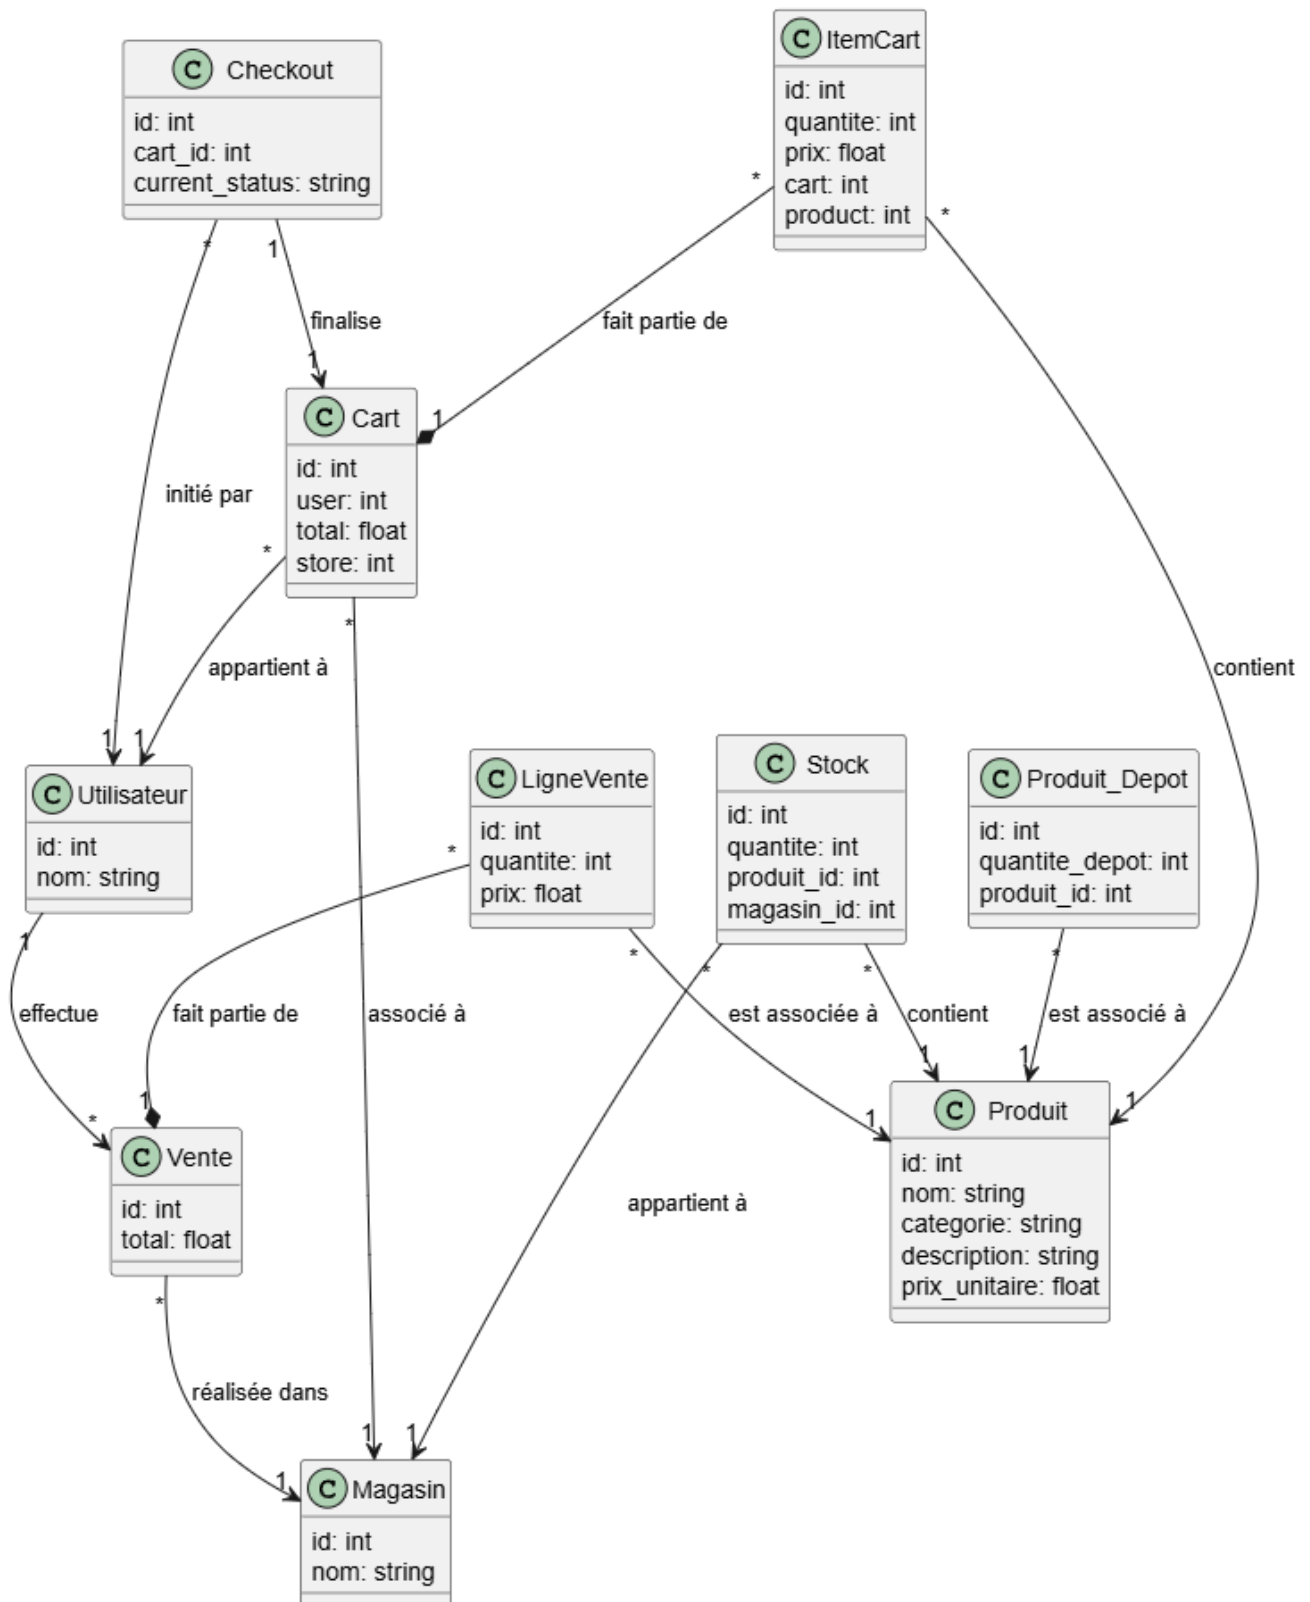 C Checkout
id: int
cart_id: int
current_status: string
C ItemCart
id: int
quantite: int
prix: float
cart: int
product: int
*
1
*
*
finalise
fait partie de
1
1
C Cart
id: int
user: int
total: float
store: int
initié par
*
*
appartient à
contient
1
1
C Utilisateur
id: int
nom: string
C LigneVente
id: int
quantite: int
prix: float
C Stock
id: int
quantite: int
produit_id: int
magasin_id: int
C Produit_Depot
id: int
quantite_depot: int
produit_id: int
*
1
*
*
*
*
effectue
fait partie de
associé à
est associée à
contient
est associé à
1
1
*
1
1
1
C Vente
id: int
total: float
C Produit
id: int
nom: string
categorie: string
description: string
prix_unitaire: float
appartient à
*
réalisée dans
1
1
1
C Magasin
id: int
nom: string